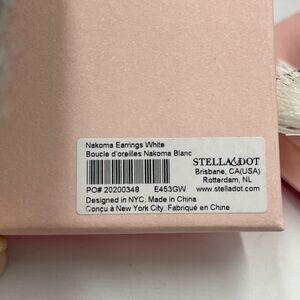 Nakoma Earrings White
Boucle d'oreilles Nakoma Blanc
STELLA&DOT
Brisbane, CA(USA)
Rotterdam, NL
PO# 20200348 E453GW www.stelladot.com
Designed in NYC. Made in China
Conçu à New York City. Fabriqué en Chine